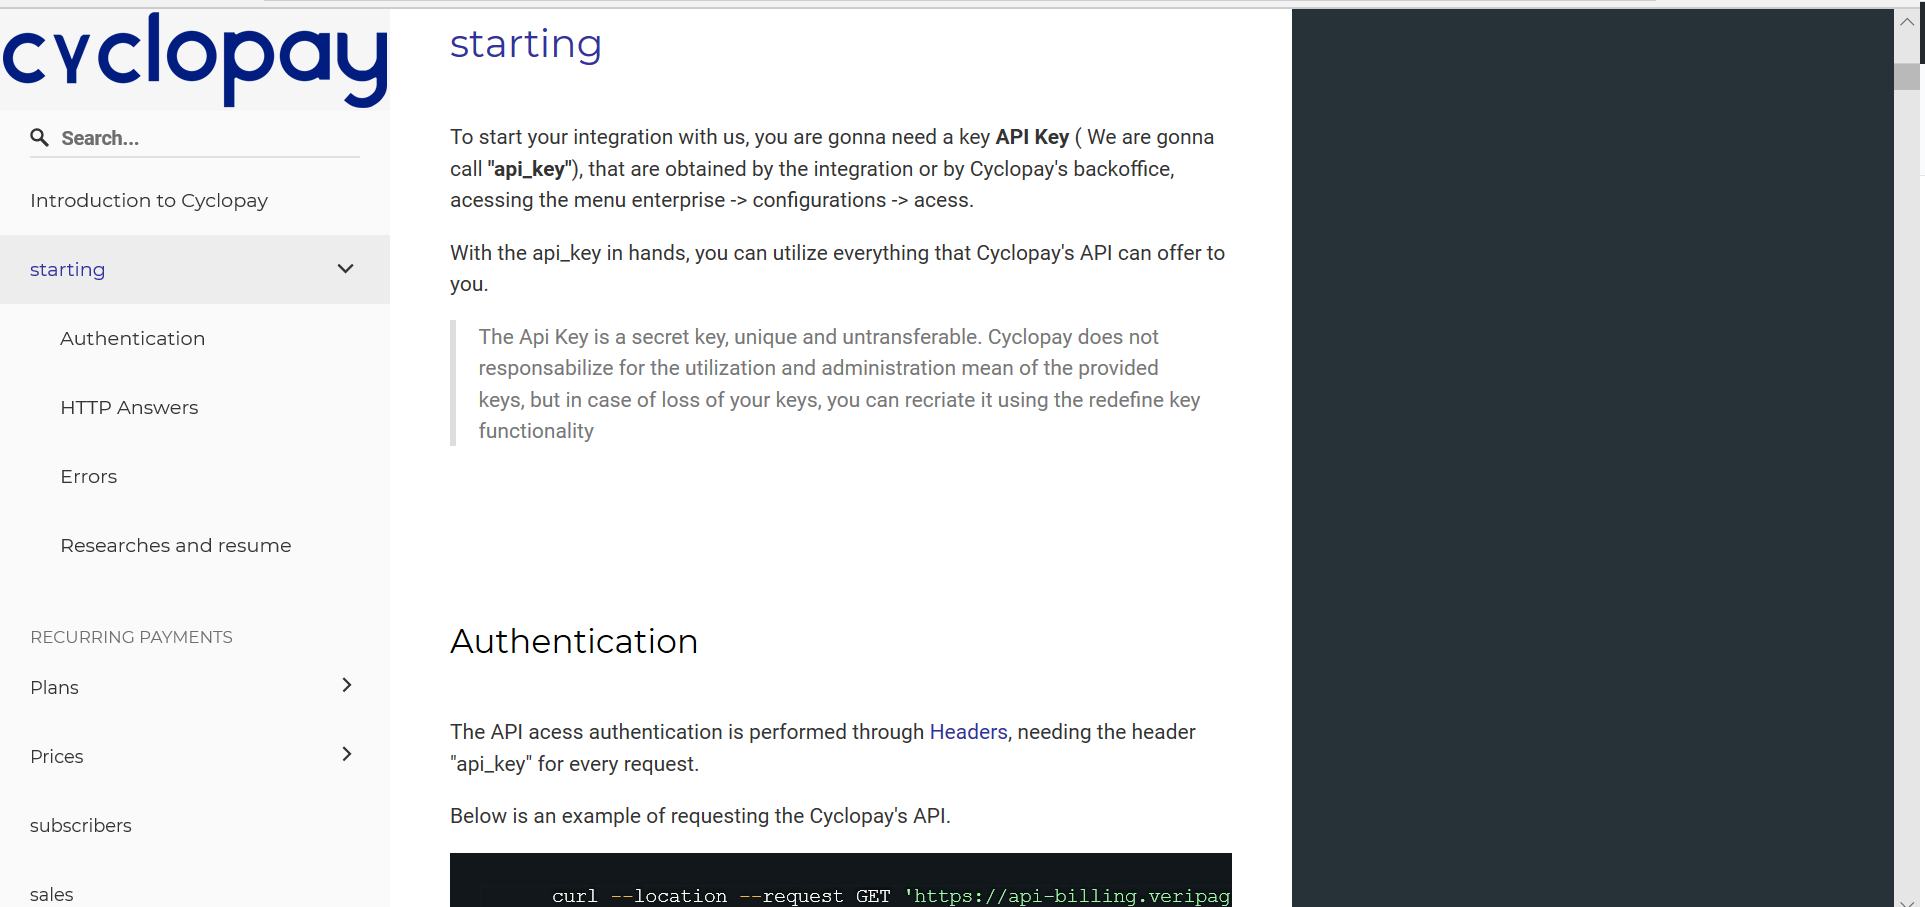 cyclopay
Search...
Introduction to Cyclopay
starting
Authentication
HTTP Answers
Errors
Researches and resume
RECURRING PAYMENTS
Plans
Prices
subscribers
sales
starting
To start your integration with us, you are gonna need a key API Key ( We are gonna
call "api_key"), that are obtained by the integration or by Cyclopay's backoffice,
acessing the menu enterprise -> configurations -> acess.
With the api_key in hands, you can utilize everything that Cyclopay's API can offer to
you.
The Api Key is a secret key, unique and untransferable. Cyclopay does not
responsabilize for the utilization and administration mean of the provided
keys, but in case of loss of your keys, you can recriate it using the redefine key
functionality
Authentication
The API acess authentication is performed through Headers, needing the header
"api_key" for every request.
Below is an example of requesting the Cyclopay's API.
curl --location --request GET 'https://api-billing.veripag